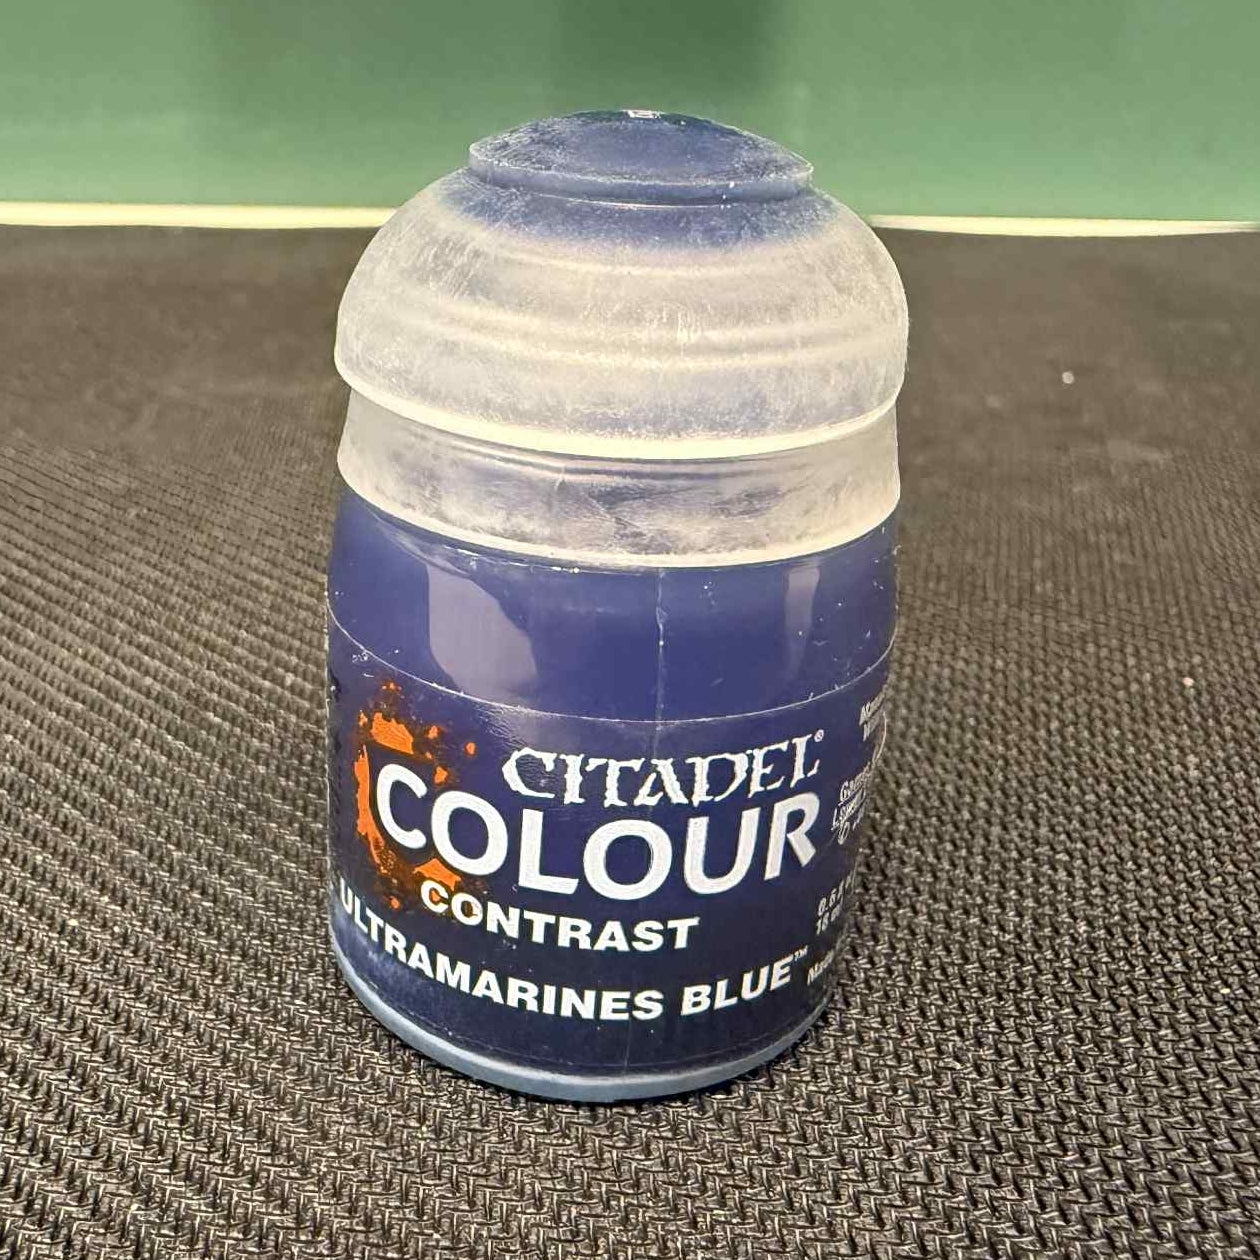 CITADEL®
COLOUR
CONTRAST
ULTRAMARINES BLUE™